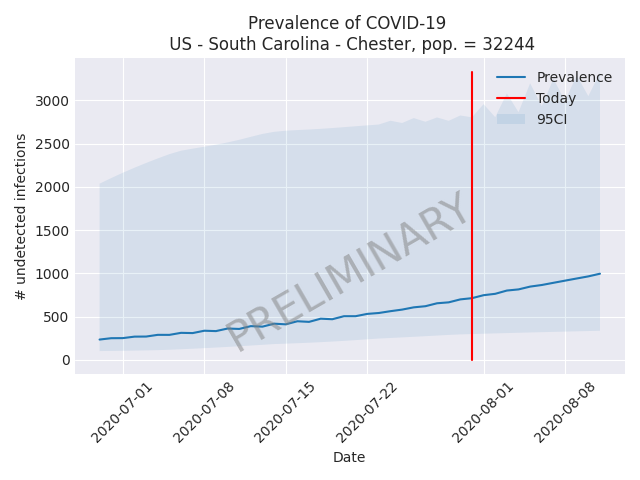 Prevalence of COVID-19
US - South Carolina - Chester, pop. = 32244
Prevalence
Today
95CI
# undetected infections
3000
2500
2000
1500
1000
500
0
PRELIMINARY
2020-07-01
2020-07-08
2020-07-15
2020-07-22
2020-08-01
2020-08-08
Date